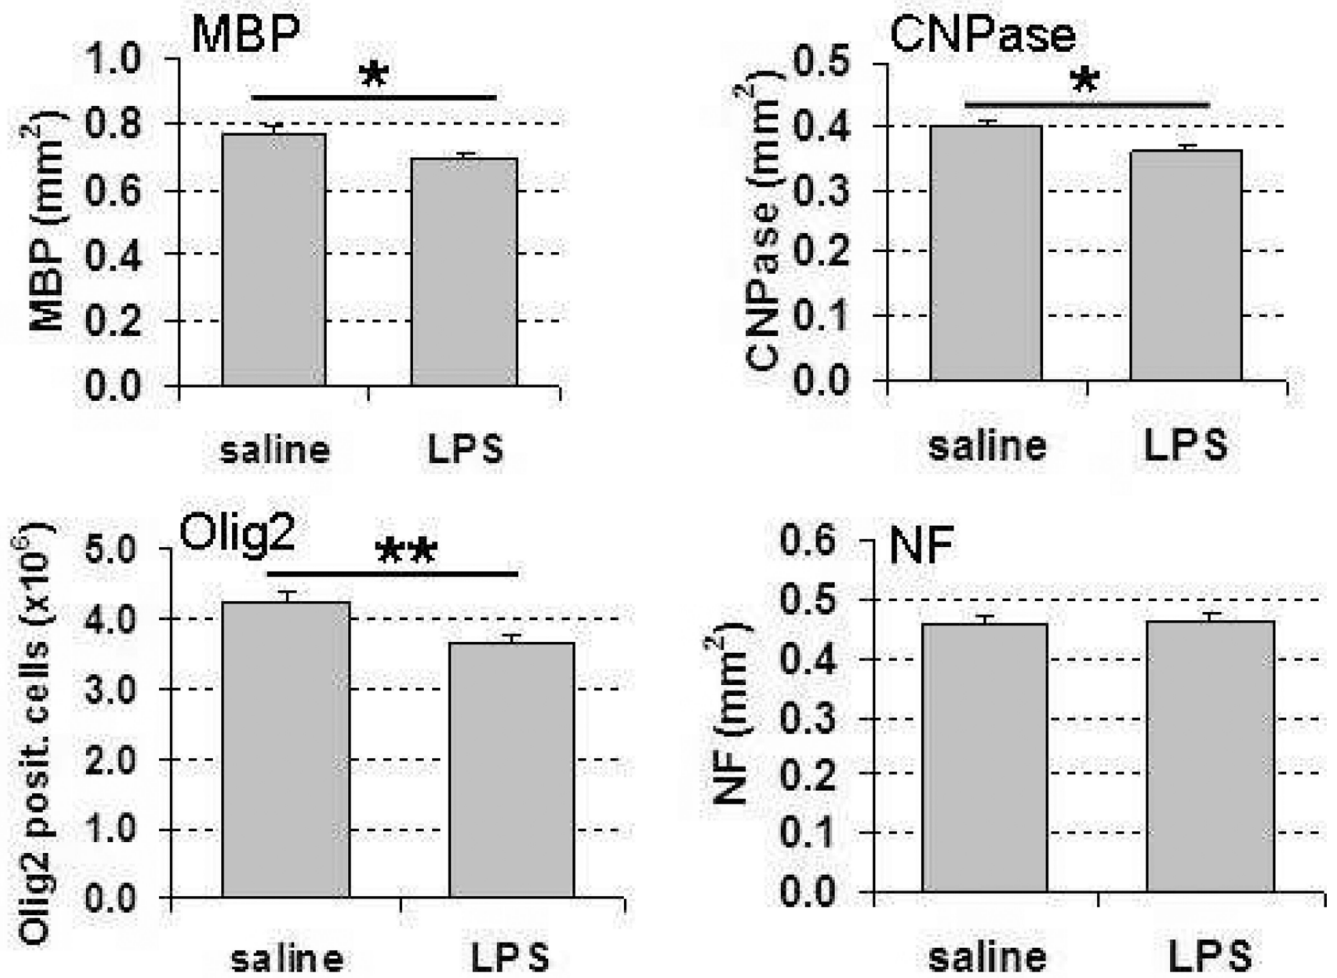 MBP
*
MBP (mm²)
1.0
0.8
0.6
0.4
0.2
0.0
saline LPS
CNPase
*
CNPase (mm²)
0.5
0.4
0.3
0.2
0.1
0.0
saline LPS
Olig2
**
Olig2 posit. cells (x10⁶)
5.0
4.0
3.0
2.0
1.0
0.0
saline LPS
NF
NF (mm²)
0.6
0.5
0.4
0.3
0.2
0.1
0.0
saline LPS